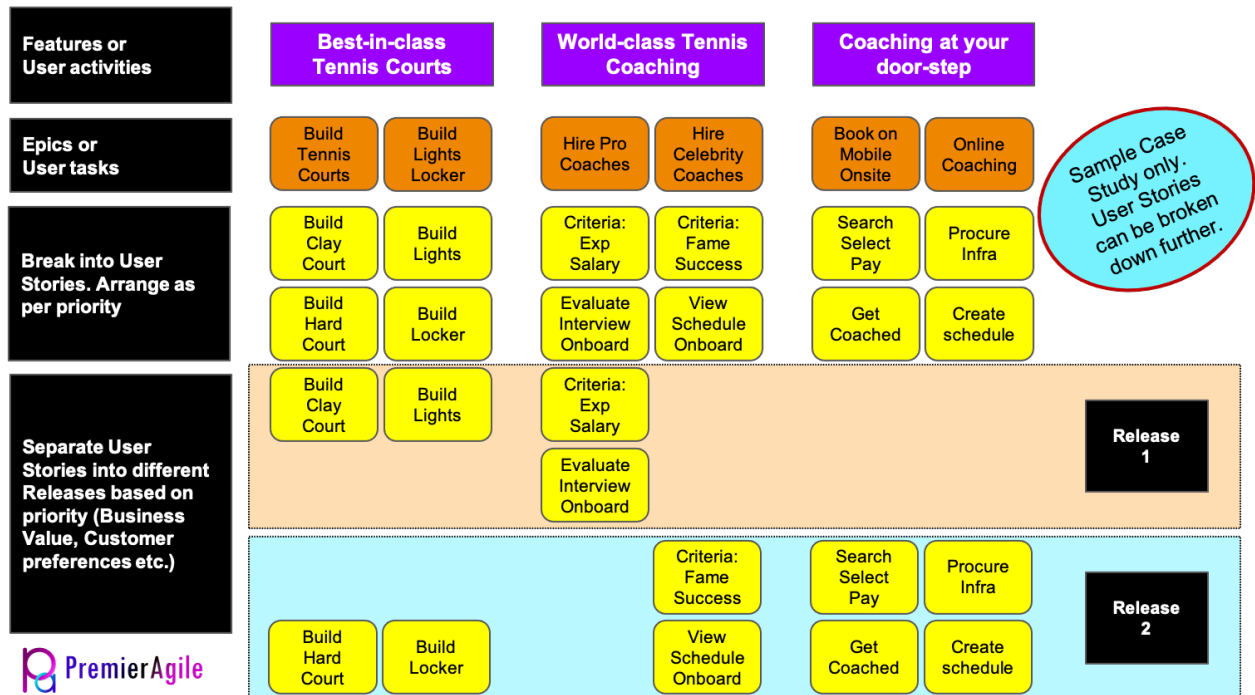 Features or
User activities
Best-in-class
Tennis Courts
World-class Tennis
Coaching
Coaching at your
door-step
Epics or
User tasks
Build
Tennis
Courts
Build
Lights
Locker
Hire Pro
Coaches
Hire
Celebrity
Coaches
Book on
Mobile
Onsite
Online
Coaching
Sample Case
Study only.
User Stories
can be broken
down further.
Break into User
Stories. Arrange as
per priority
Build
Clay
Court
Build
Lights
Criteria:
Exp
Salary
Criteria:
Fame
Success
Search
Select
Pay
Procure
Infra
Build
Hard
Court
Build
Locker
Evaluate
Interview
Onboard
View
Schedule
Onboard
Get
Coached
Create
schedule
Separate User
Stories into different
Releases based on
priority (Business
Value, Customer
preferences etc.)
Build
Clay
Court
Build
Lights
Criteria:
Exp
Salary
Evaluate
Interview
Onboard
Release
1
Criteria:
Fame
Success
Search
Select
Pay
Procure
Infra
Build
Hard
Court
Build
Locker
View
Schedule
Onboard
Get
Coached
Create
schedule
Release
2
PremierAgile